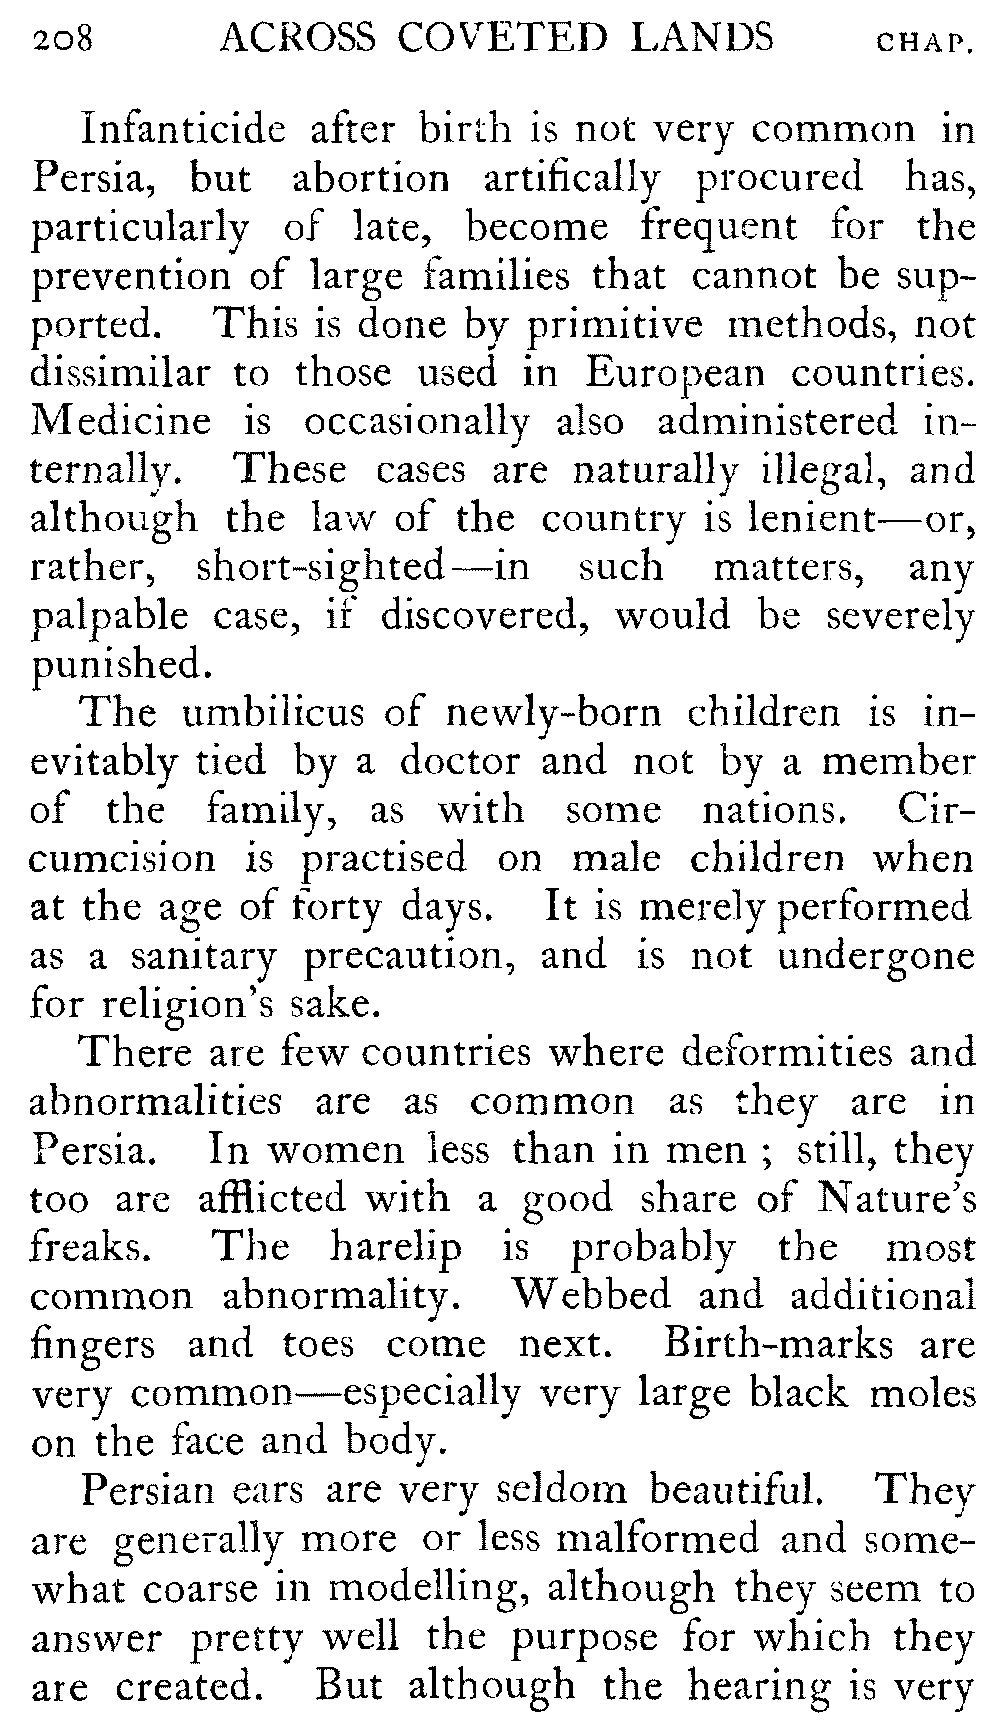 208 ACROSS COVETED LANDS CHAP.
Infanticide after birth is not very common in
Persia, but abortion artifically procured has,
particularly of late, become frequent for the
prevention of large families that cannot be sup-
ported. This is done by primitive methods, not
dissimilar to those used in European countries.
Medicine is occasionally also administered in-
ternally. These cases are naturally illegal, and
although the law of the country is lenient—or,
rather, short-sighted—in such matters, any
palpable case, if discovered, would be severely
punished.
The umbilicus of newly-born children is in-
evitably tied by a doctor and not by a member
of the family, as with some nations. Cir-
cumcision is practised on male children when
at the age of forty days. It is merely performed
as a sanitary precaution, and is not undergone
for religion's sake.
There are few countries where deformities and
abnormalities are as common as they are in
Persia. In women less than in men ; still, they
too are afflicted with a good share of Nature's
freaks. The harelip is probably the most
common abnormality. Webbed and additional
fingers and toes come next. Birth-marks are
very common—especially very large black moles
on the face and body.
Persian ears are very seldom beautiful. They
are generally more or less malformed and some-
what coarse in modelling, although they seem to
answer pretty well the purpose for which they
are created. But although the hearing is very